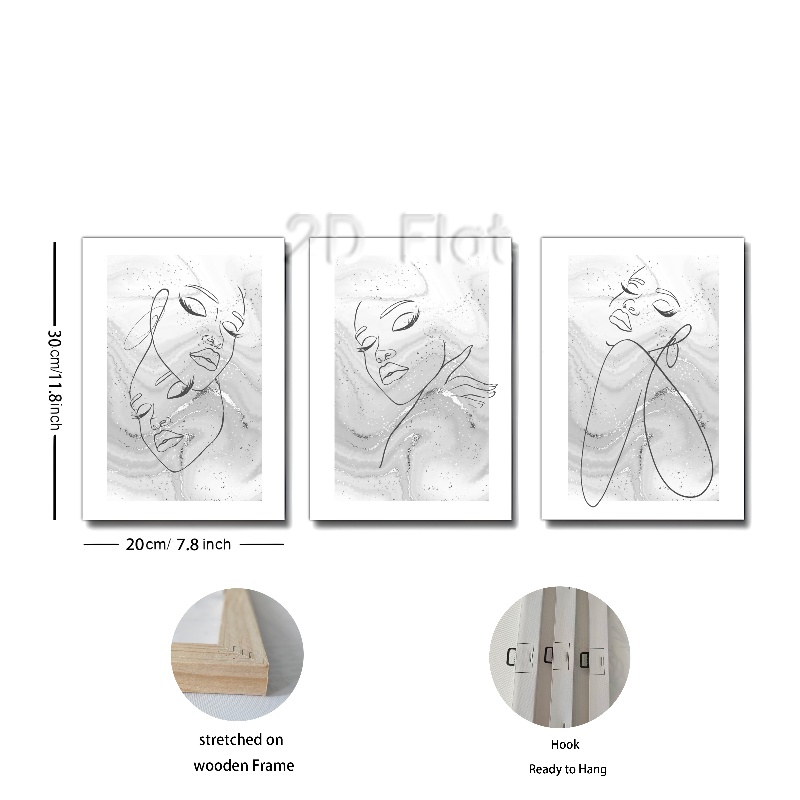 2D Flat
30cm/11.8inch
20cm/ 7.8 inch
stretched on
wooden Frame
Hook
Ready to Hang